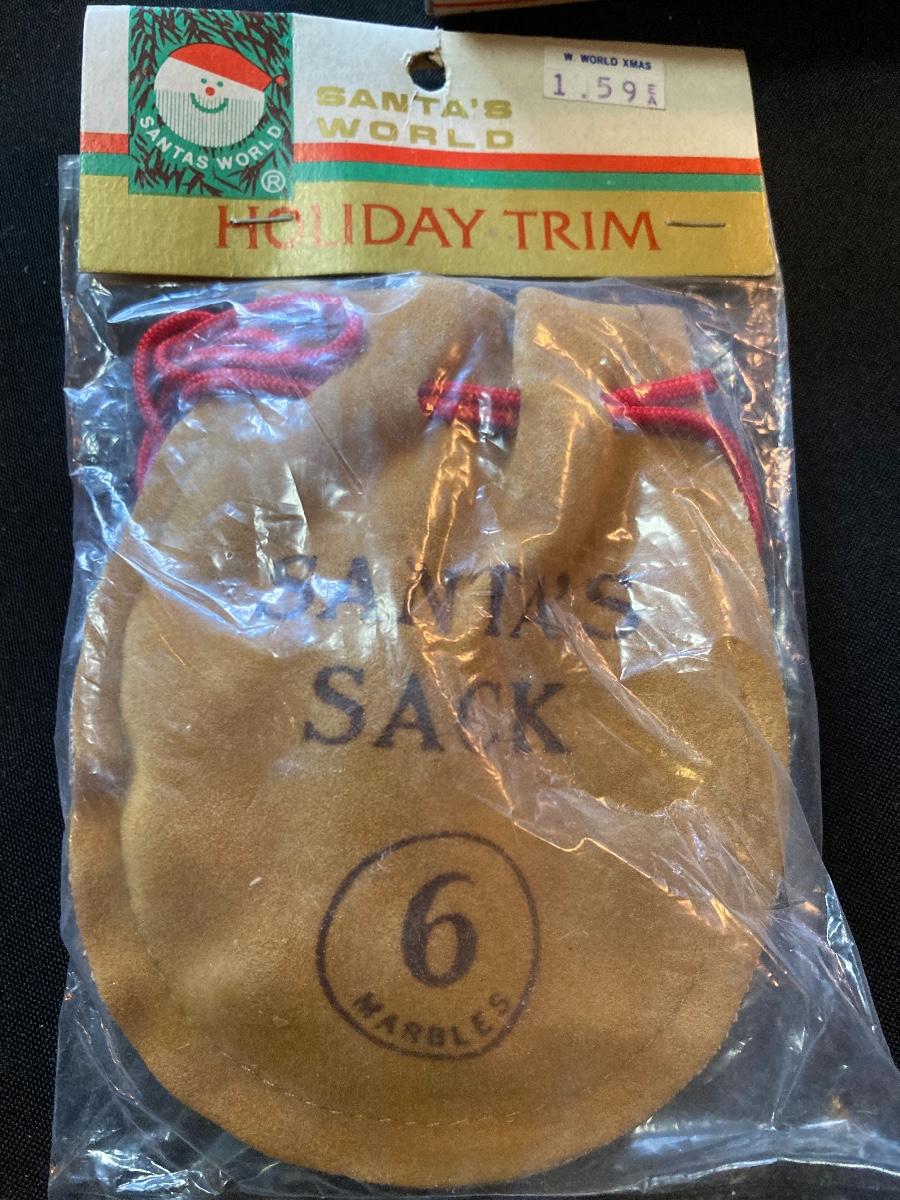 SANTAS WORLD
®
SANTA'S
WORLD
W. WORLD XMAS
1.59 EA
HOLIDAY TRIM
SANTA'S
SACK
6
MARBLES